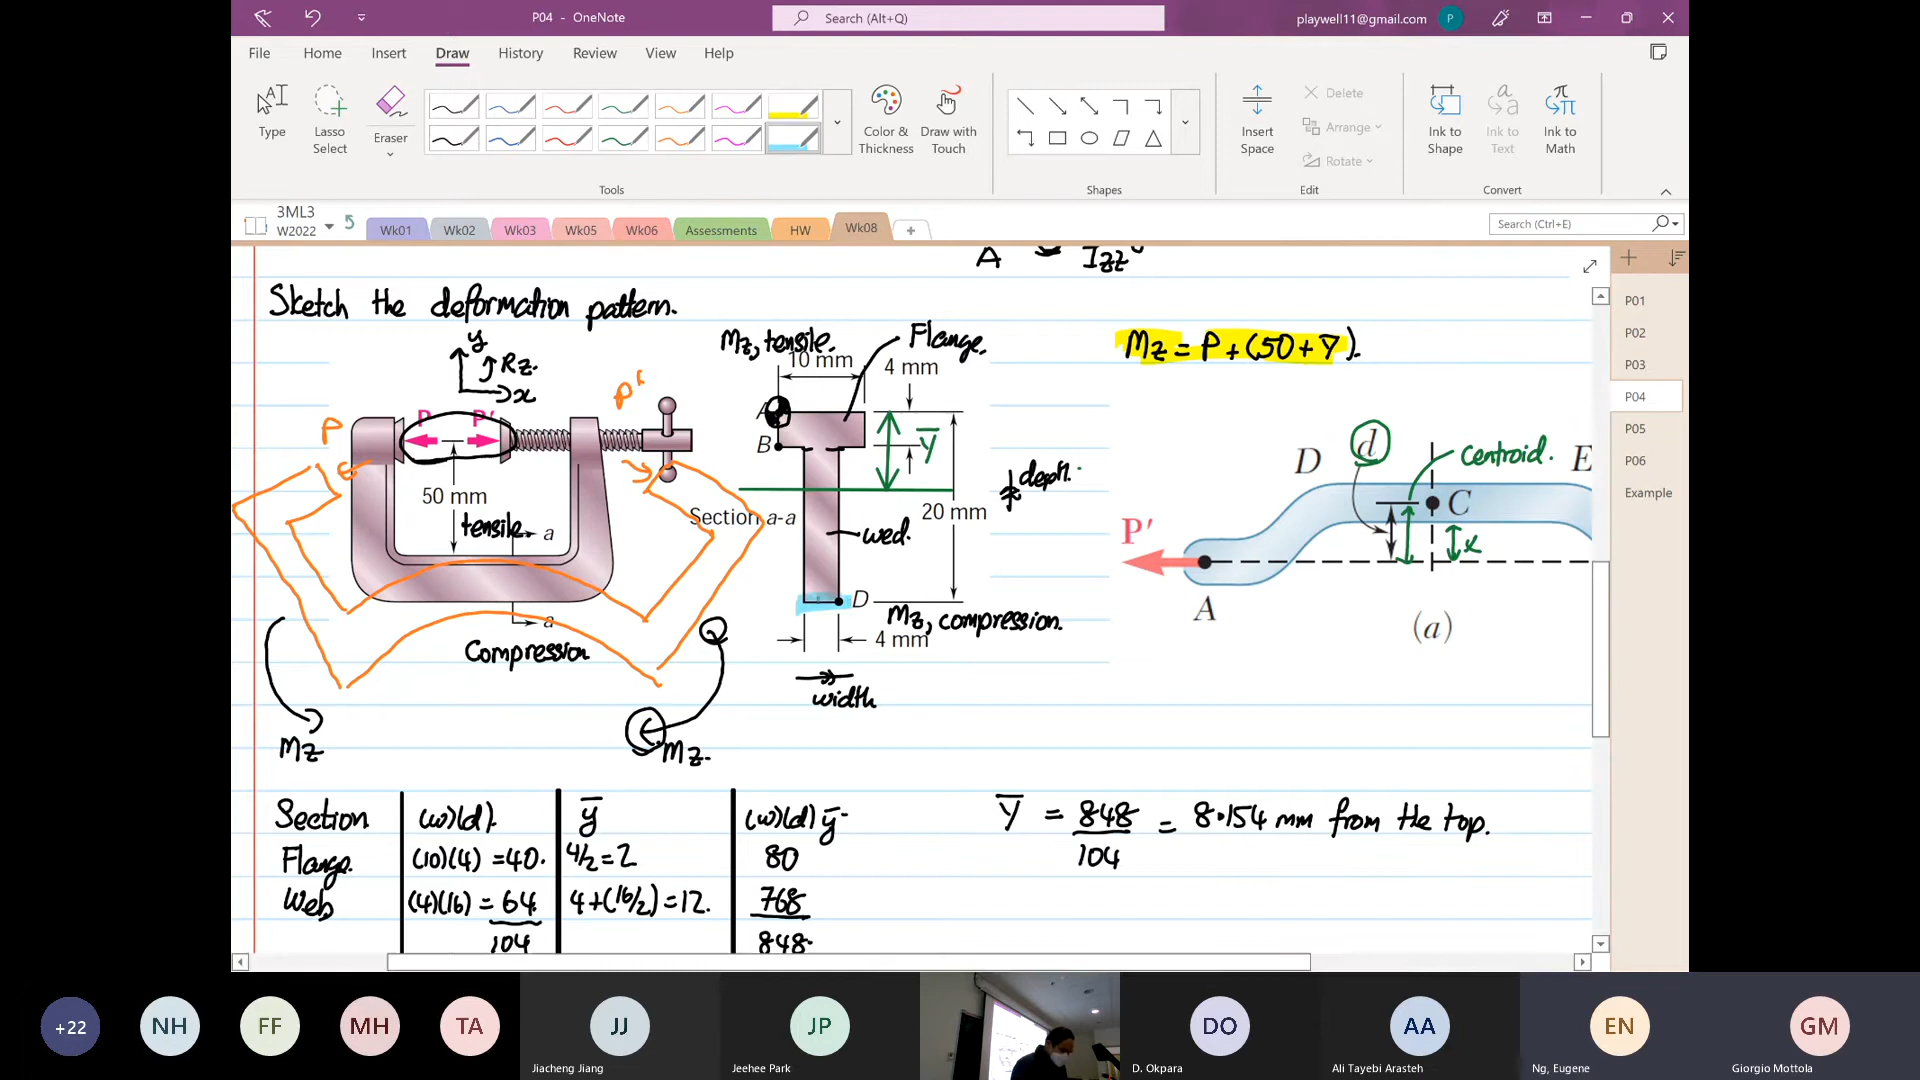 P04 - OneNote
Search (Alt+Q)
playwell11@gmail.com
P
File Home Insert Draw History Review View Help
Type
Lasso Select
Eraser
Color & Thickness
Draw with Touch
Insert Space
Delete
Arrange
Rotate
Ink to Shape
Ink to Text
Ink to Math
Tools
Shapes
Edit
Convert
3ML3 W2022
Wk01 Wk02 Wk03 Wk05 Wk06 Assessments HW Wk08
Search (Ctrl+E)
P01
P02
P03
P04
P05
P06
Example
A Izz
Sketch the deformation pattern.
y
Rz.
x
P P'
P P'
50 mm
tensile
a
a
Compression
Mz
Mz.
Mz, tensile.
10 mm
Flange.
4 mm
A
B
Y̅
depth.
Section a-a
20 mm
wed.
D
Mz, compression.
4 mm
width
Mz = P + (50 + Y̅).
D d centroid. E
C
x
P'
A
(a)
Section (w)(d). y̅ (w)(d) y̅
Flange. (10)(4) = 40. 4/2 = 2 80
Web (4)(16) = 64 4+(16/2) = 12. 768
104 848.
Y̅ = 848/104 = 8.154 mm from the top.
+22 NH FF MH TA JJ JP DO AA EN GM
Jiacheng Jiang
Jeehee Park
D. Okpara
Ali Tayebi Arasteh
Ng, Eugene
Giorgio Mottola